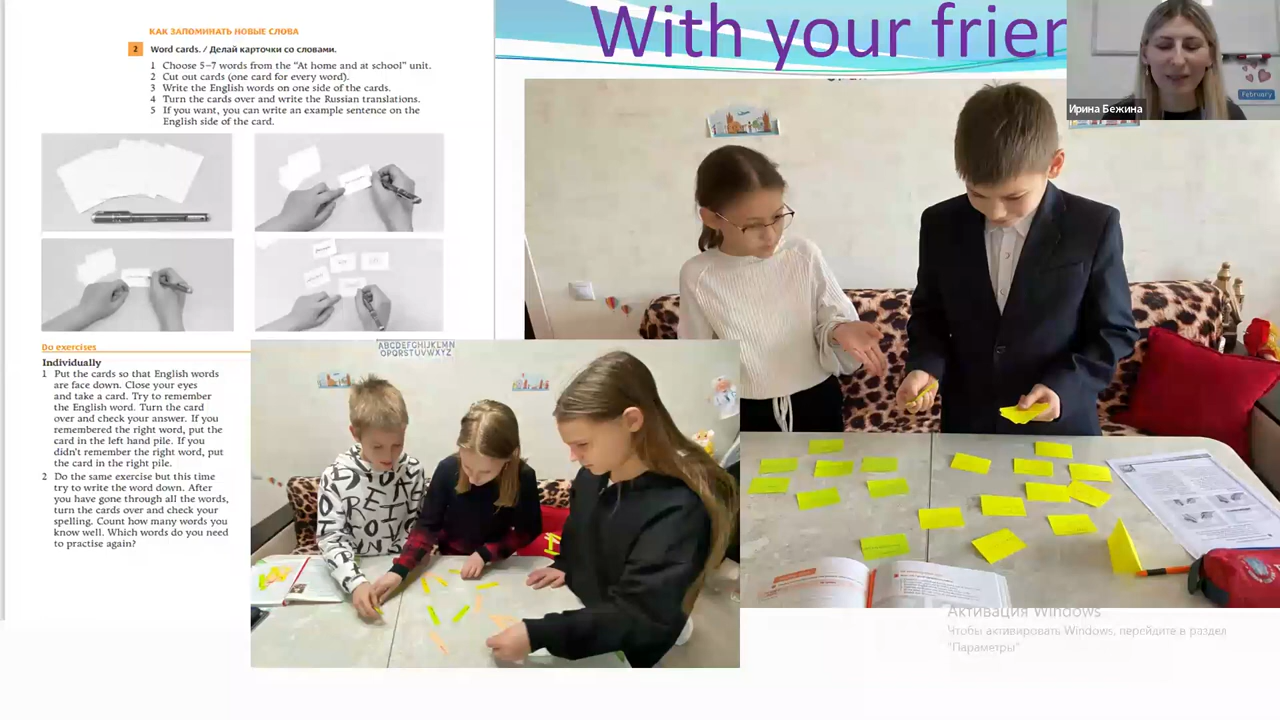 КАК ЗАПОМИНАТЬ НОВЫЕ СЛОВА
2 Word cards. / Делай карточки со словами.
1 Choose 5–7 words from the “At home and at school” unit.
2 Cut out cards (one card for every word).
3 Write the English words on one side of the cards.
4 Turn the cards over and write the Russian translations.
5 If you want, you can write an example sentence on the
English side of the card.
Do exercises
Individually
1 Put the cards so that English words
are face down. Close your eyes
and take a card. Try to remember
the English word. Turn the card
over and check your answer. If you
remembered the right word, put the
card in the left hand pile. If you
didn't remember the right word, put
the card in the right pile.
2 Do the same exercise but this time
try to write the word down. After
you have gone through all the words,
turn the cards over and check your
spelling. Count how many words you
know well. Which words do you need
to practise again?
With your frien
February
Ирина Бежина
ABCDEFGHIJKLMN
OPQRSTUVWXYZ
Активация Windows
Чтобы активировать Windows, перейдите в раздел
"Параметры"